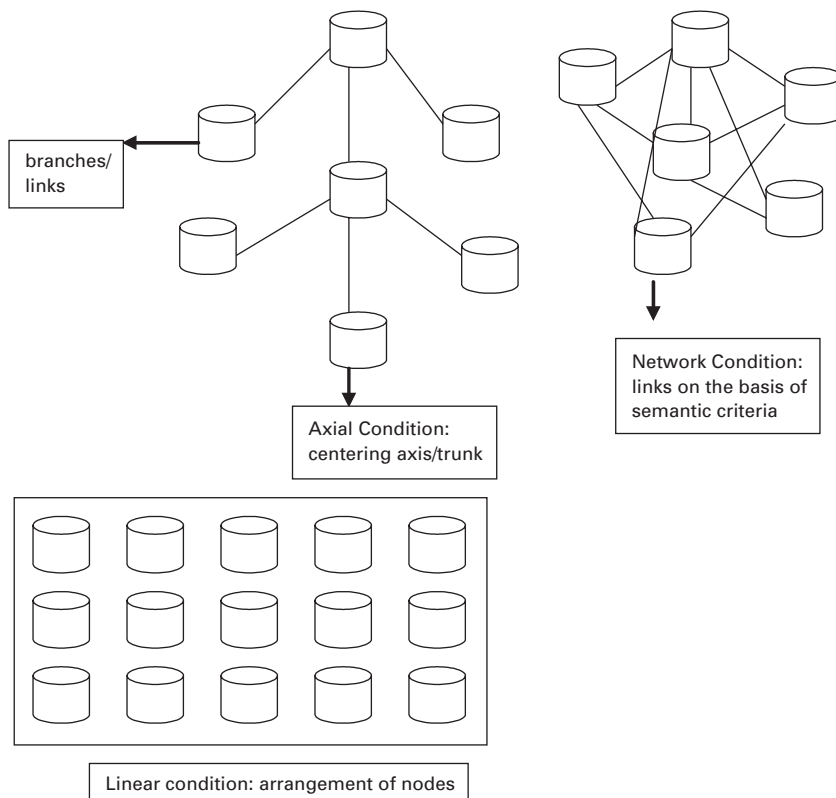 branches/
links
Axial Condition:
centering axis/trunk
Network Condition:
links on the basis of
semantic criteria
Linear condition: arrangement of nodes